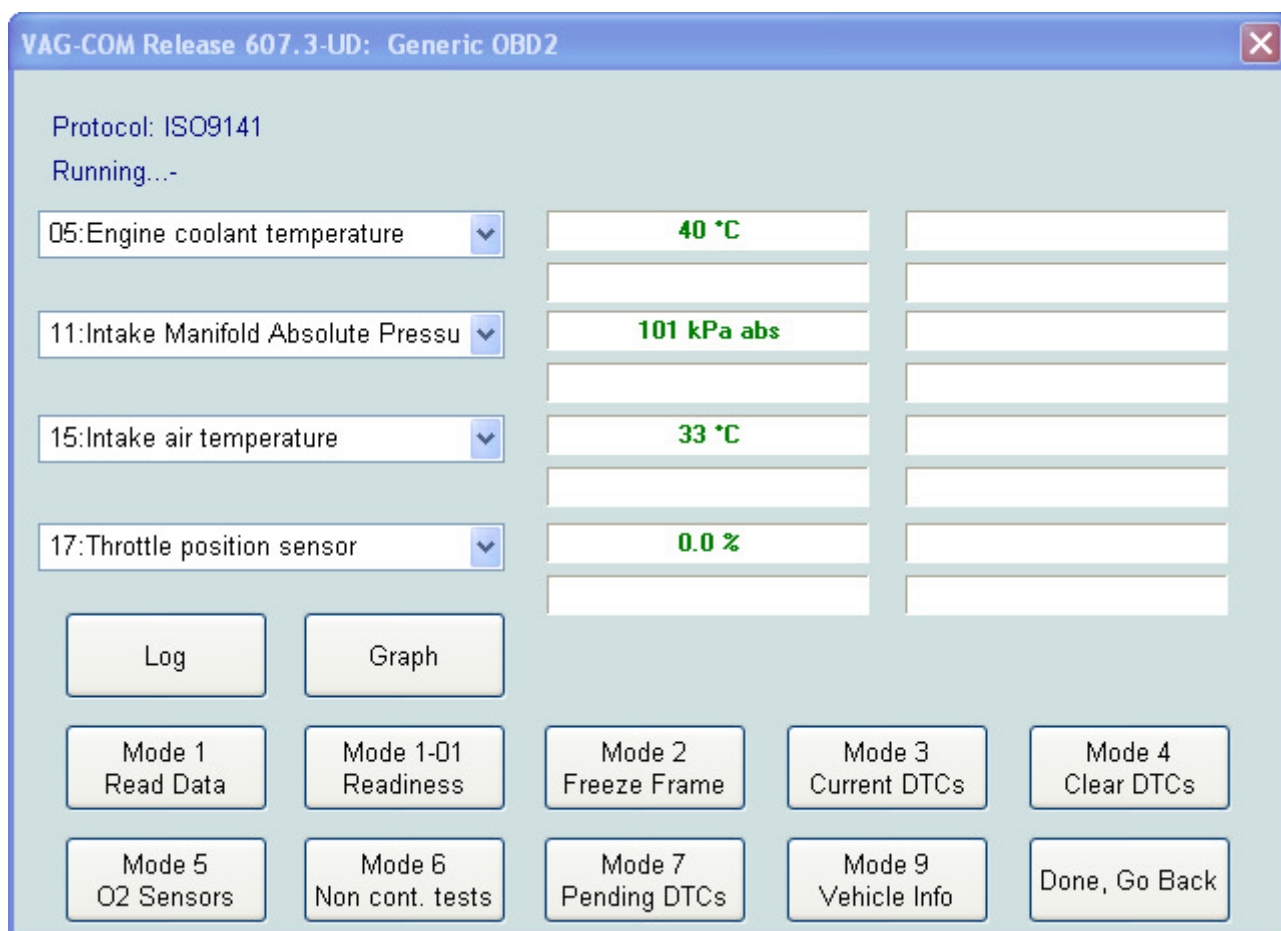 VAG-COM Release 607.3-UD:  Generic OBD2
Protocol: ISO9141
Running...-
05:Engine coolant temperature
40 °C
11:Intake Manifold Absolute Pressu
101 kPa abs
15:Intake air temperature
33 °C
17:Throttle position sensor
0.0 %
Log
Graph
Mode 1
Read Data
Mode 1-01
Readiness
Mode 2
Freeze Frame
Mode 3
Current DTCs
Mode 4
Clear DTCs
Mode 5
O2 Sensors
Mode 6
Non cont. tests
Mode 7
Pending DTCs
Mode 9
Vehicle Info
Done, Go Back